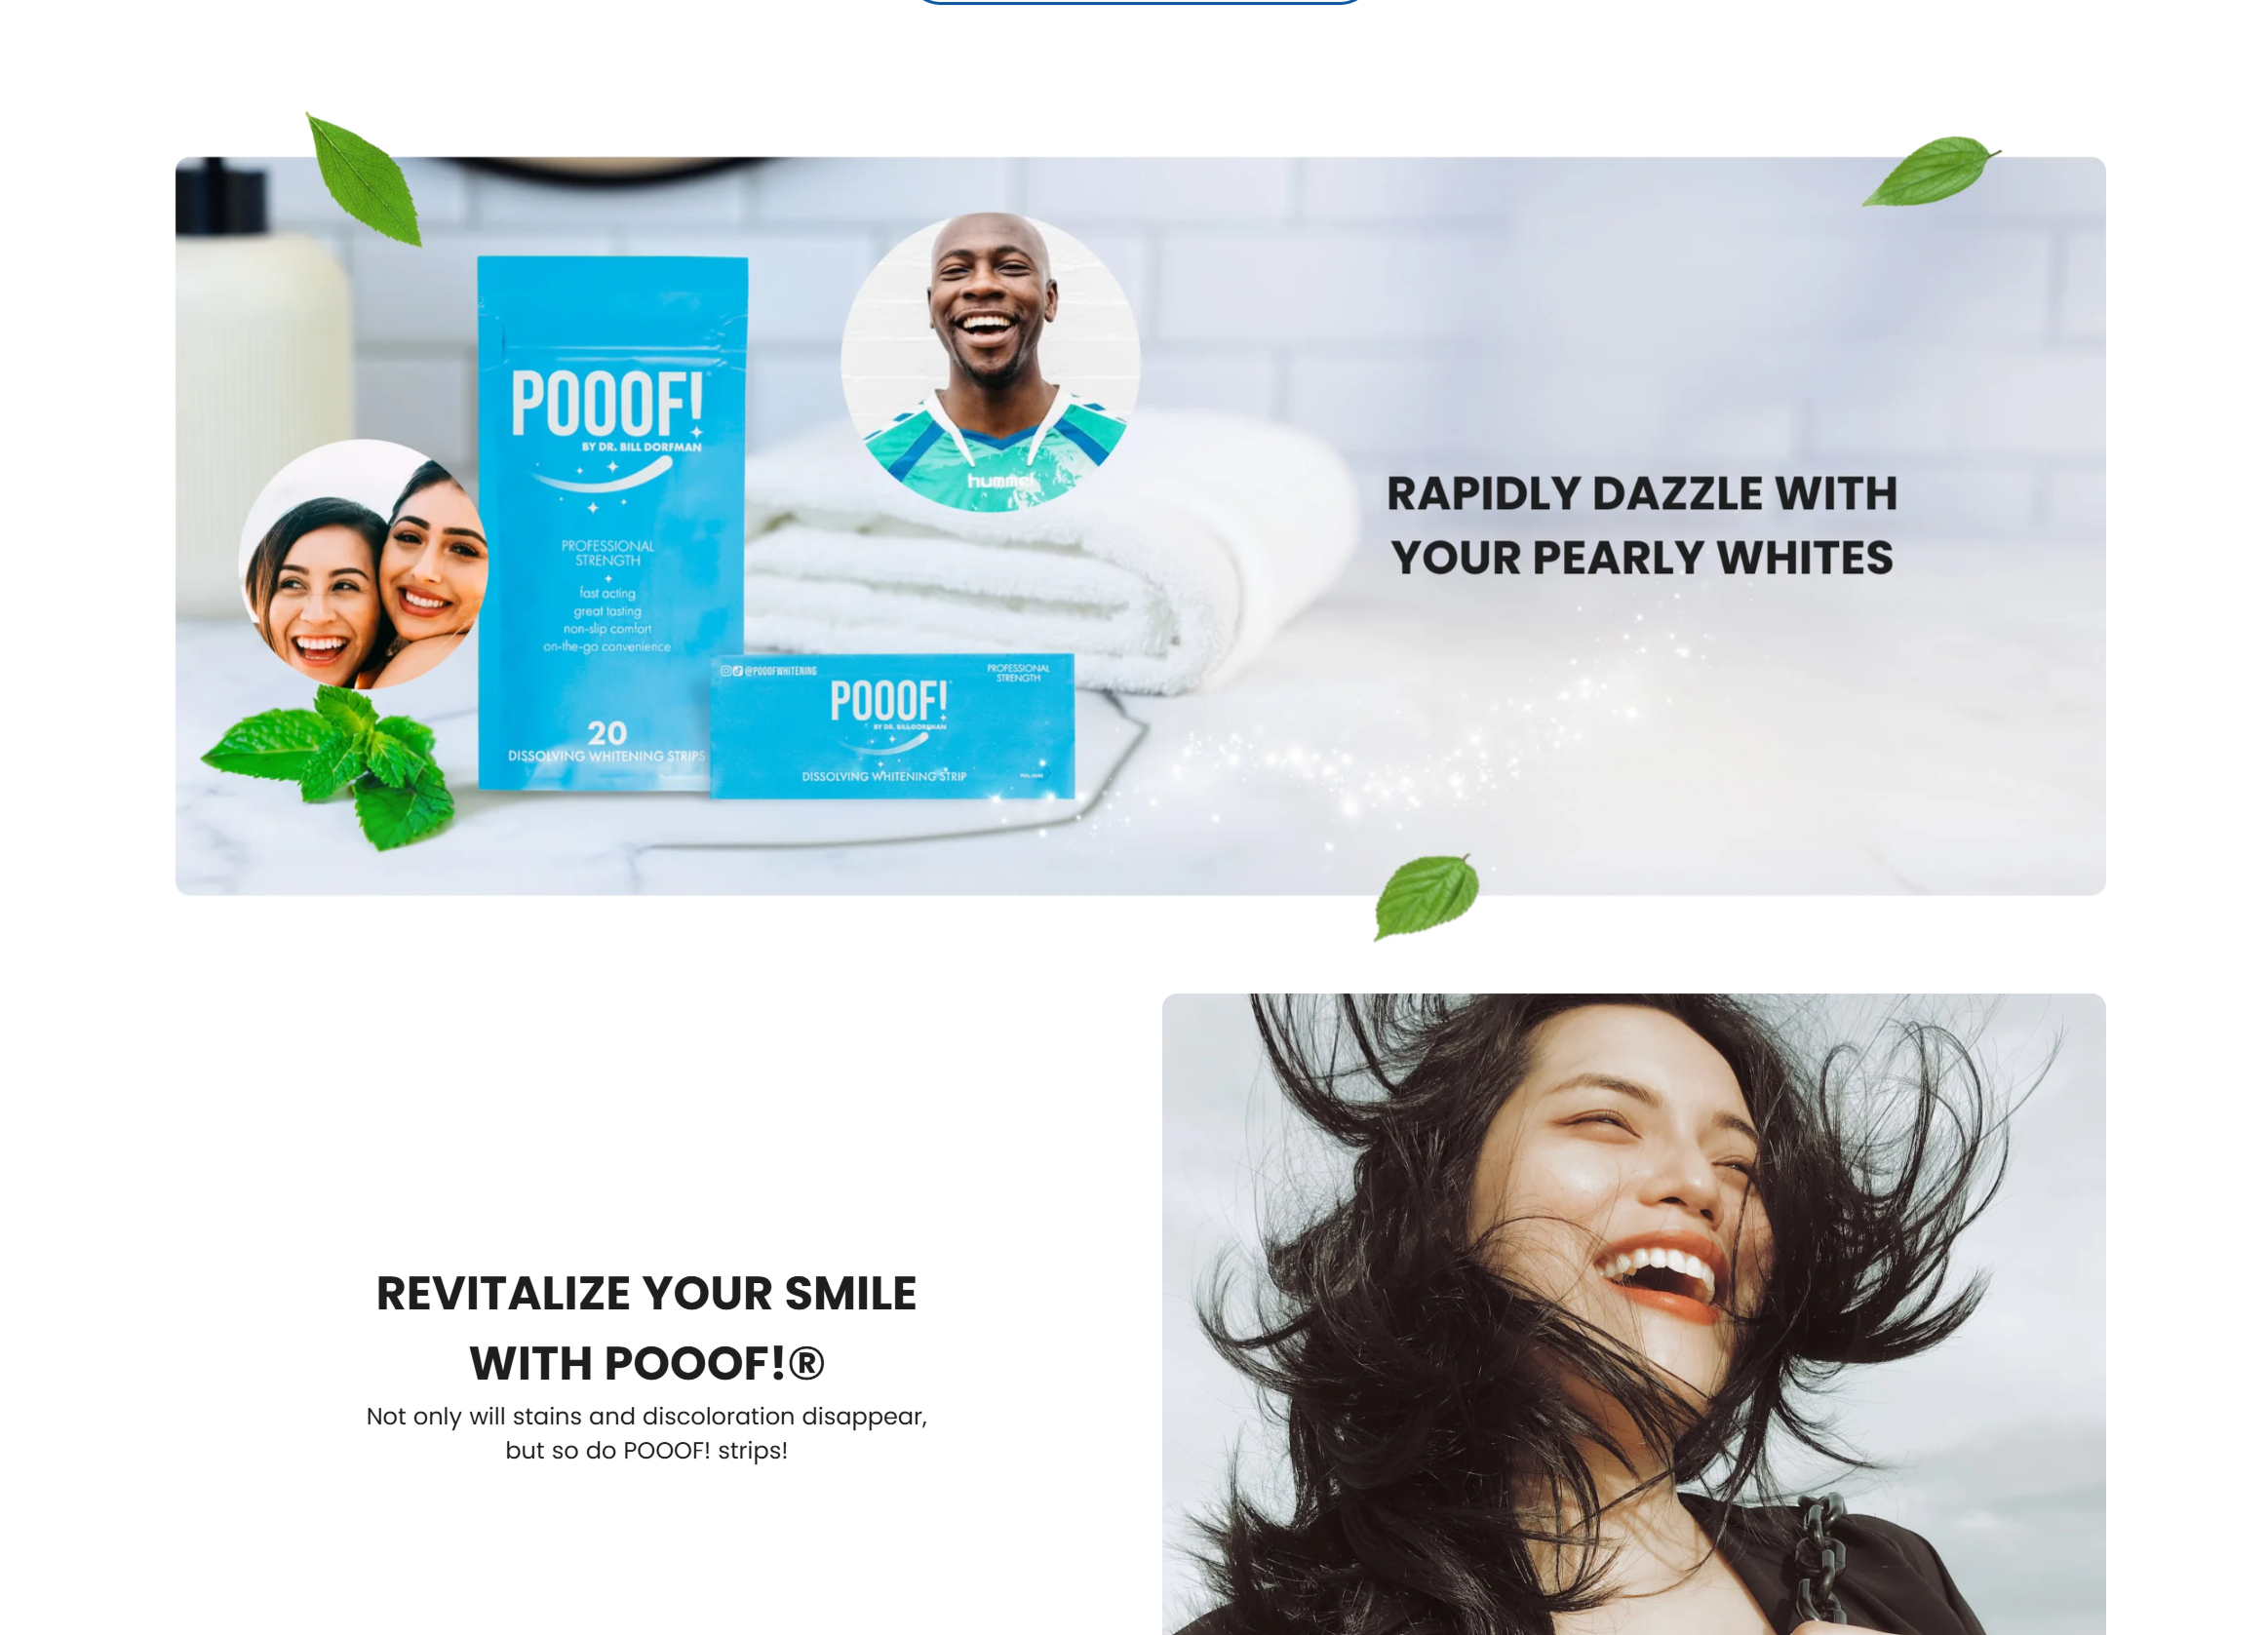 POOOF!
BY DR. BILL DORFMAN
PROFESSIONAL
STRENGTH
fast acting
great tasting
non-slip comfort
on-the-go convenience
20
DISSOLVING WHITENING STRIPS
hummel
@POOOFWHITENING
PROFESSIONAL
STRENGTH
POOOF!
BY DR. BILL DORFMAN
DISSOLVING WHITENING STRIP
PEEL HERE
RAPIDLY DAZZLE WITH
YOUR PEARLY WHITES
REVITALIZE YOUR SMILE
WITH POOOF!®
Not only will stains and discoloration disappear,
but so do POOOF! strips!